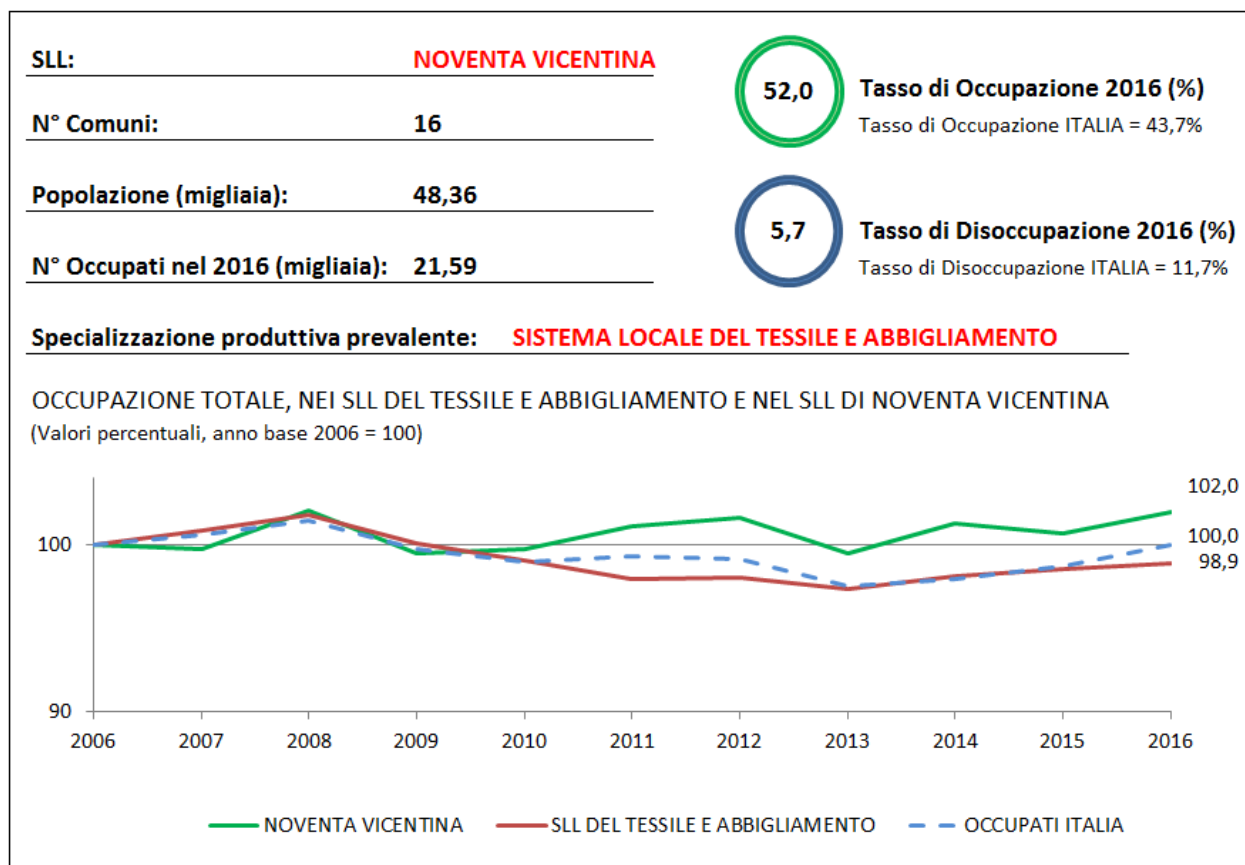 SLL: NOVENTA VICENTINA
N° Comuni: 16
Popolazione (migliaia): 48,36
N° Occupati nel 2016 (migliaia): 21,59
52,0
Tasso di Occupazione 2016 (%)
Tasso di Occupazione ITALIA = 43,7%
5,7
Tasso di Disoccupazione 2016 (%)
Tasso di Disoccupazione ITALIA = 11,7%
Specializzazione produttiva prevalente: SISTEMA LOCALE DEL TESSILE E ABBIGLIAMENTO
OCCUPAZIONE TOTALE, NEI SLL DEL TESSILE E ABBIGLIAMENTO E NEL SLL DI NOVENTA VICENTINA
(Valori percentuali, anno base 2006 = 100)
102,0
100
100,0
98,9
90
2006 2007 2008 2009 2010 2011 2012 2013 2014 2015 2016
NOVENTA VICENTINA SLL DEL TESSILE E ABBIGLIAMENTO OCCUPATI ITALIA